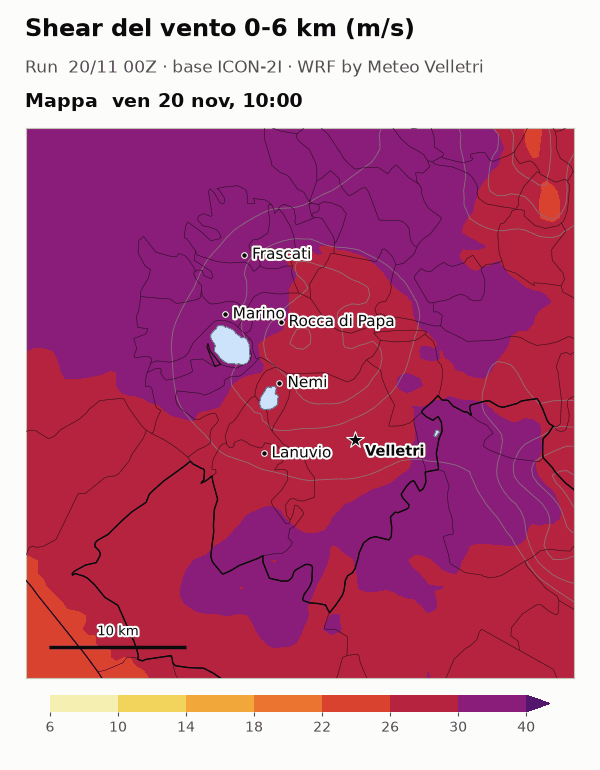 Shear del vento 0-6 km (m/s)
Run  20/11 00Z · base ICON-2I · WRF by Meteo Velletri
Mappa  ven 20 nov, 10:00
Frascati
Marino
Rocca di Papa
Nemi
Velletri
Lanuvio
10 km
6 10 14 18 22 26 30 40